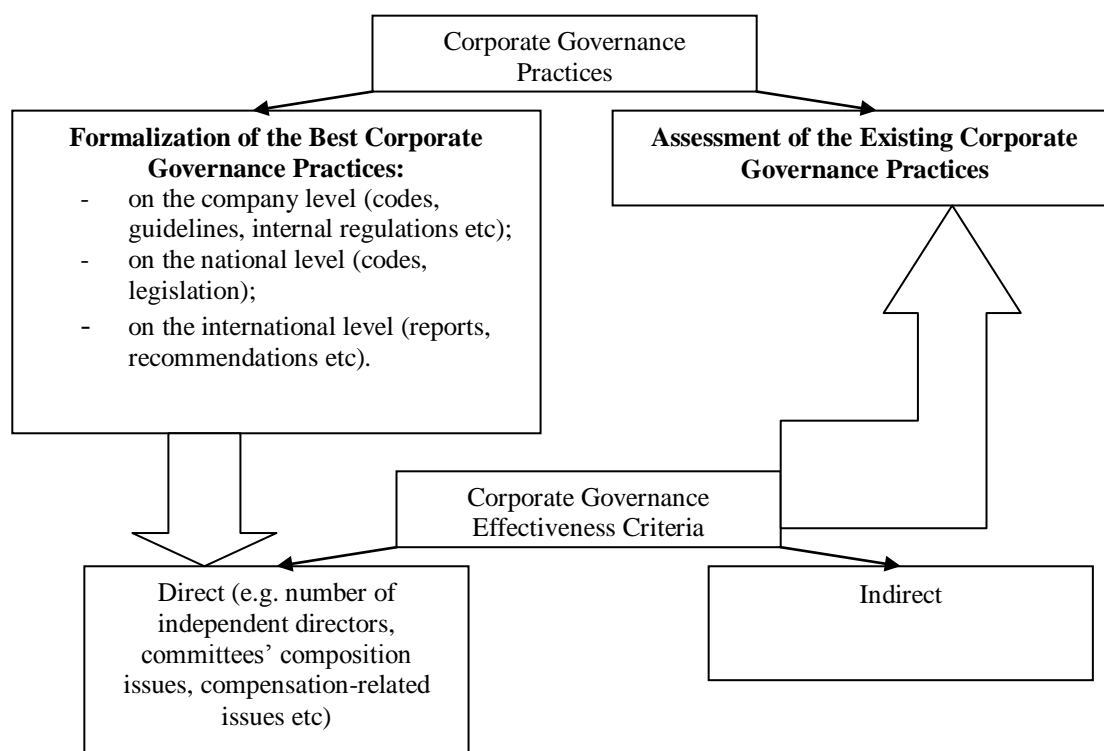 Corporate Governance
Practices
Formalization of the Best Corporate
Governance Practices:
- on the company level (codes,
guidelines, internal regulations etc);
- on the national level (codes,
legislation);
- on the international level (reports,
recommendations etc).
Assessment of the Existing Corporate
Governance Practices
Corporate Governance
Effectiveness Criteria
Direct (e.g. number of
independent directors,
committees’ composition
issues, compensation-related
issues etc)
Indirect